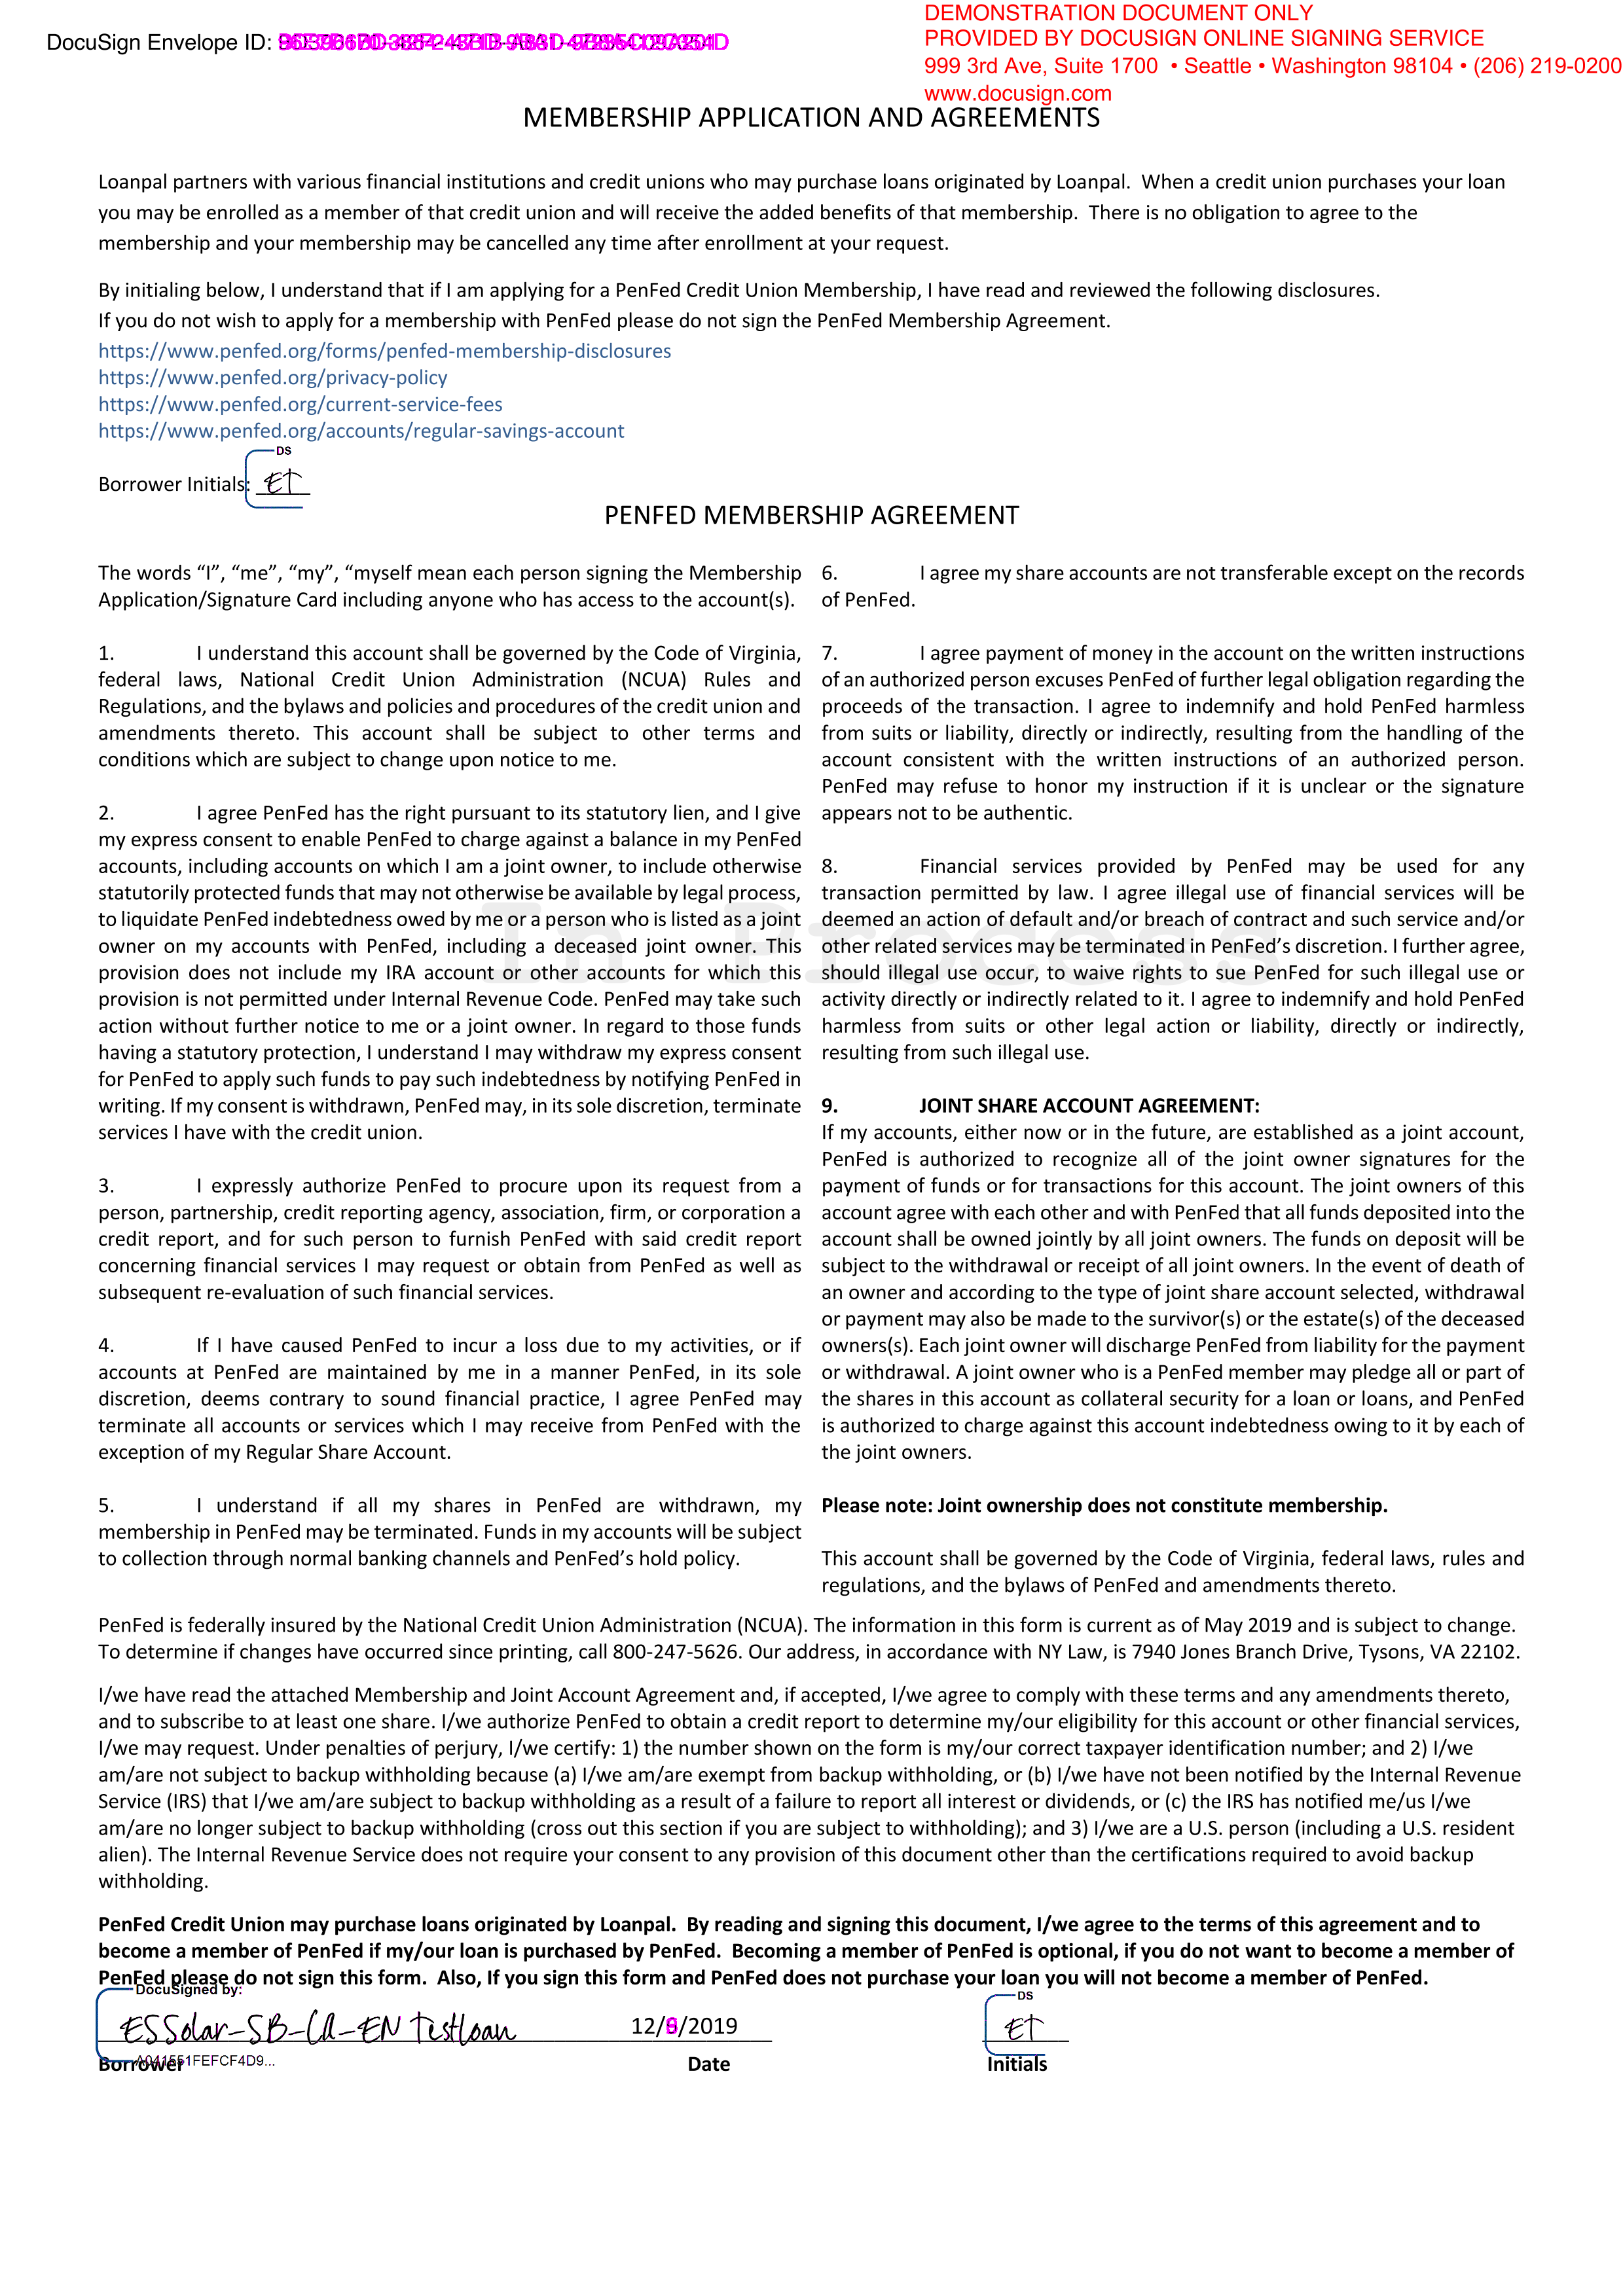 DocuSign Envelope ID:
DEMONSTRATION DOCUMENT ONLY
PROVIDED BY DOCUSIGN ONLINE SIGNING SERVICE
999 3rd Ave, Suite 1700 • Seattle • Washington 98104 • (206) 219-0200
www.docusign.com
MEMBERSHIP APPLICATION AND AGREEMENTS
Loanpal partners with various financial institutions and credit unions who may purchase loans originated by Loanpal. When a credit union purchases your loan
you may be enrolled as a member of that credit union and will receive the added benefits of that membership. There is no obligation to agree to the
membership and your membership may be cancelled any time after enrollment at your request.
By initialing below, I understand that if I am applying for a PenFed Credit Union Membership, I have read and reviewed the following disclosures.
If you do not wish to apply for a membership with PenFed please do not sign the PenFed Membership Agreement.
https://www.penfed.org/forms/penfed-membership-disclosures
https://www.penfed.org/privacy-policy
https://www.penfed.org/current-service-fees
https://www.penfed.org/accounts/regular-savings-account
DS
Borrower Initials: ET
PENFED MEMBERSHIP AGREEMENT
The words “I”, “me”, “my”, “myself mean each person signing the Membership
Application/Signature Card including anyone who has access to the account(s).
1. I understand this account shall be governed by the Code of Virginia,
federal laws, National Credit Union Administration (NCUA) Rules and
Regulations, and the bylaws and policies and procedures of the credit union and
amendments thereto. This account shall be subject to other terms and
conditions which are subject to change upon notice to me.
2. I agree PenFed has the right pursuant to its statutory lien, and I give
my express consent to enable PenFed to charge against a balance in my PenFed
accounts, including accounts on which I am a joint owner, to include otherwise
statutorily protected funds that may not otherwise be available by legal process,
to liquidate PenFed indebtedness owed by me or a person who is listed as a joint
owner on my accounts with PenFed, including a deceased joint owner. This
provision does not include my IRA account or other accounts for which this
provision is not permitted under Internal Revenue Code. PenFed may take such
action without further notice to me or a joint owner. In regard to those funds
having a statutory protection, I understand I may withdraw my express consent
for PenFed to apply such funds to pay such indebtedness by notifying PenFed in
writing. If my consent is withdrawn, PenFed may, in its sole discretion, terminate
services I have with the credit union.
3. I expressly authorize PenFed to procure upon its request from a
person, partnership, credit reporting agency, association, firm, or corporation a
credit report, and for such person to furnish PenFed with said credit report
concerning financial services I may request or obtain from PenFed as well as
subsequent re-evaluation of such financial services.
4. If I have caused PenFed to incur a loss due to my activities, or if
accounts at PenFed are maintained by me in a manner PenFed, in its sole
discretion, deems contrary to sound financial practice, I agree PenFed may
terminate all accounts or services which I may receive from PenFed with the
exception of my Regular Share Account.
5. I understand if all my shares in PenFed are withdrawn, my
membership in PenFed may be terminated. Funds in my accounts will be subject
to collection through normal banking channels and PenFed’s hold policy.
6. I agree my share accounts are not transferable except on the records
of PenFed.
7. I agree payment of money in the account on the written instructions
of an authorized person excuses PenFed of further legal obligation regarding the
proceeds of the transaction. I agree to indemnify and hold PenFed harmless
from suits or liability, directly or indirectly, resulting from the handling of the
account consistent with the written instructions of an authorized person.
PenFed may refuse to honor my instruction if it is unclear or the signature
appears not to be authentic.
8. Financial services provided by PenFed may be used for any
transaction permitted by law. I agree illegal use of financial services will be
deemed an action of default and/or breach of contract and such service and/or
other related services may be terminated in PenFed’s discretion. I further agree,
should illegal use occur, to waive rights to sue PenFed for such illegal use or
activity directly or indirectly related to it. I agree to indemnify and hold PenFed
harmless from suits or other legal action or liability, directly or indirectly,
resulting from such illegal use.
9. JOINT SHARE ACCOUNT AGREEMENT:
If my accounts, either now or in the future, are established as a joint account,
PenFed is authorized to recognize all of the joint owner signatures for the
payment of funds or for transactions for this account. The joint owners of this
account agree with each other and with PenFed that all funds deposited into the
account shall be owned jointly by all joint owners. The funds on deposit will be
subject to the withdrawal or receipt of all joint owners. In the event of death of
an owner and according to the type of joint share account selected, withdrawal
or payment may also be made to the survivor(s) or the estate(s) of the deceased
owners(s). Each joint owner will discharge PenFed from liability for the payment
or withdrawal. A joint owner who is a PenFed member may pledge all or part of
the shares in this account as collateral security for a loan or loans, and PenFed
is authorized to charge against this account indebtedness owing to it by each of
the joint owners.
Please note: Joint ownership does not constitute membership.
This account shall be governed by the Code of Virginia, federal laws, rules and
regulations, and the bylaws of PenFed and amendments thereto.
In Process
PenFed is federally insured by the National Credit Union Administration (NCUA). The information in this form is current as of May 2019 and is subject to change.
To determine if changes have occurred since printing, call 800-247-5626. Our address, in accordance with NY Law, is 7940 Jones Branch Drive, Tysons, VA 22102.
I/we have read the attached Membership and Joint Account Agreement and, if accepted, I/we agree to comply with these terms and any amendments thereto,
and to subscribe to at least one share. I/we authorize PenFed to obtain a credit report to determine my/our eligibility for this account or other financial services,
I/we may request. Under penalties of perjury, I/we certify: 1) the number shown on the form is my/our correct taxpayer identification number; and 2) I/we
am/are not subject to backup withholding because (a) I/we am/are exempt from backup withholding, or (b) I/we have not been notified by the Internal Revenue
Service (IRS) that I/we am/are subject to backup withholding as a result of a failure to report all interest or dividends, or (c) the IRS has notified me/us I/we
am/are no longer subject to backup withholding (cross out this section if you are subject to withholding); and 3) I/we are a U.S. person (including a U.S. resident
alien). The Internal Revenue Service does not require your consent to any provision of this document other than the certifications required to avoid backup
withholding.
PenFed Credit Union may purchase loans originated by Loanpal. By reading and signing this document, I/we agree to the terms of this agreement and to
become a member of PenFed if my/our loan is purchased by PenFed. Becoming a member of PenFed is optional, if you do not want to become a member of
PenFed please do not sign this form. Also, If you sign this form and PenFed does not purchase your loan you will not become a member of PenFed.
DocuSigned by:
DS
ESSolar-SB-CA-EN Testloan
ET
Borrower Date Initials